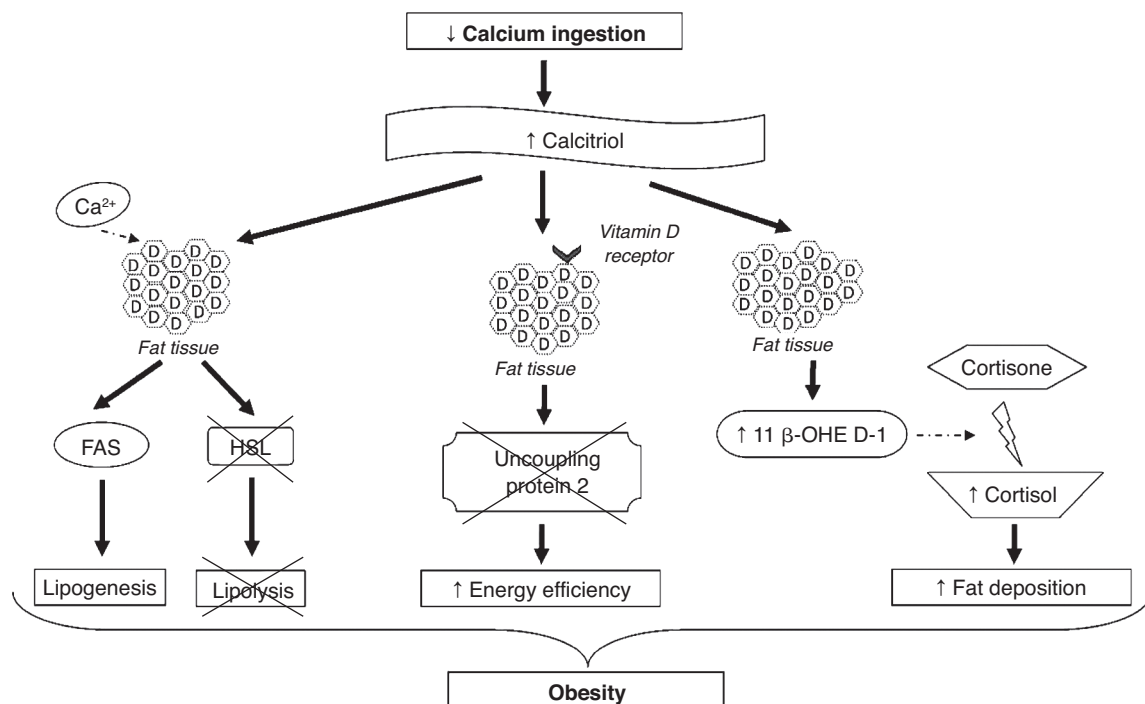 ↓ Calcium ingestion
↑ Calcitriol
Ca²⁺
Vitamin D
receptor
D D D D D D D D D D D D D D D D D
D D D D D D D D D D D D D D D D D
D D D D D D D D D D D D D D D D D
Fat tissue
Fat tissue
Fat tissue
Cortisone
FAS
HSL
Uncoupling
protein 2
↑ 11 β-OHE D-1
↑ Cortisol
Lipogenesis
Lipolysis
↑ Energy efficiency
↑ Fat deposition
Obesity